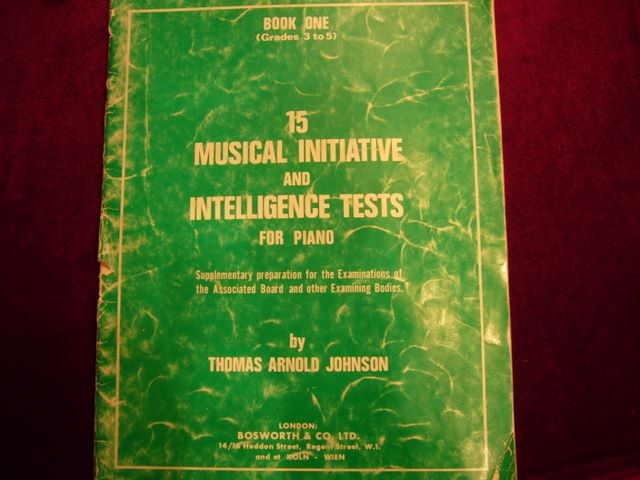 BOOK ONE
(Grades 3 to 5)
15
MUSICAL INITIATIVE
AND
INTELLIGENCE TESTS
FOR PIANO
Supplementary preparation for the Examinations of
the Associated Board and other Examining Bodies.
by
THOMAS ARNOLD JOHNSON
LONDON:
BOSWORTH & CO. LTD.
14/18 Heddon Street, Regent Street, W.1.
and at KÖLN - WIEN